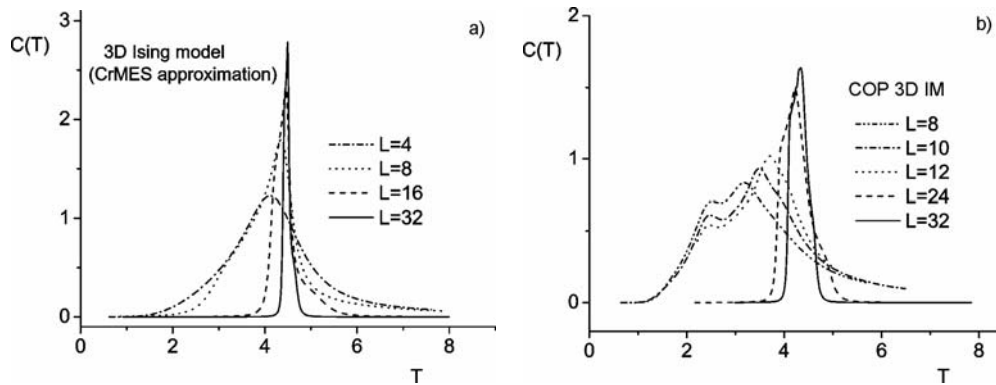 a)
3
C(T)
3D Ising model
(CrMES approximation)
2
L=4
L=8
L=16
L=32
1
0
0
2
4
6
8
T
b)
2
C(T)
COP 3D IM
L=8
L=10
L=12
L=24
L=32
1
0
0
2
4
6
8
T